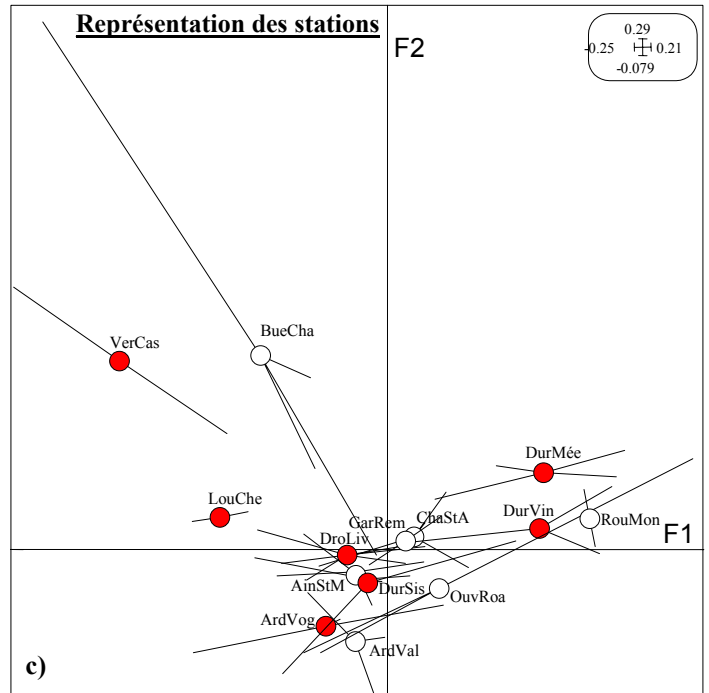 Représentation des stations
F2
0.29
-0.25 0.21
-0.079
VerCas
BueCha
DurMée
LouChe
GarRem
ChaStA
DurVin
RouMon
F1
DroLiv
AinStM
DurSis
OuvRoa
ArdVog
ArdVal
c)